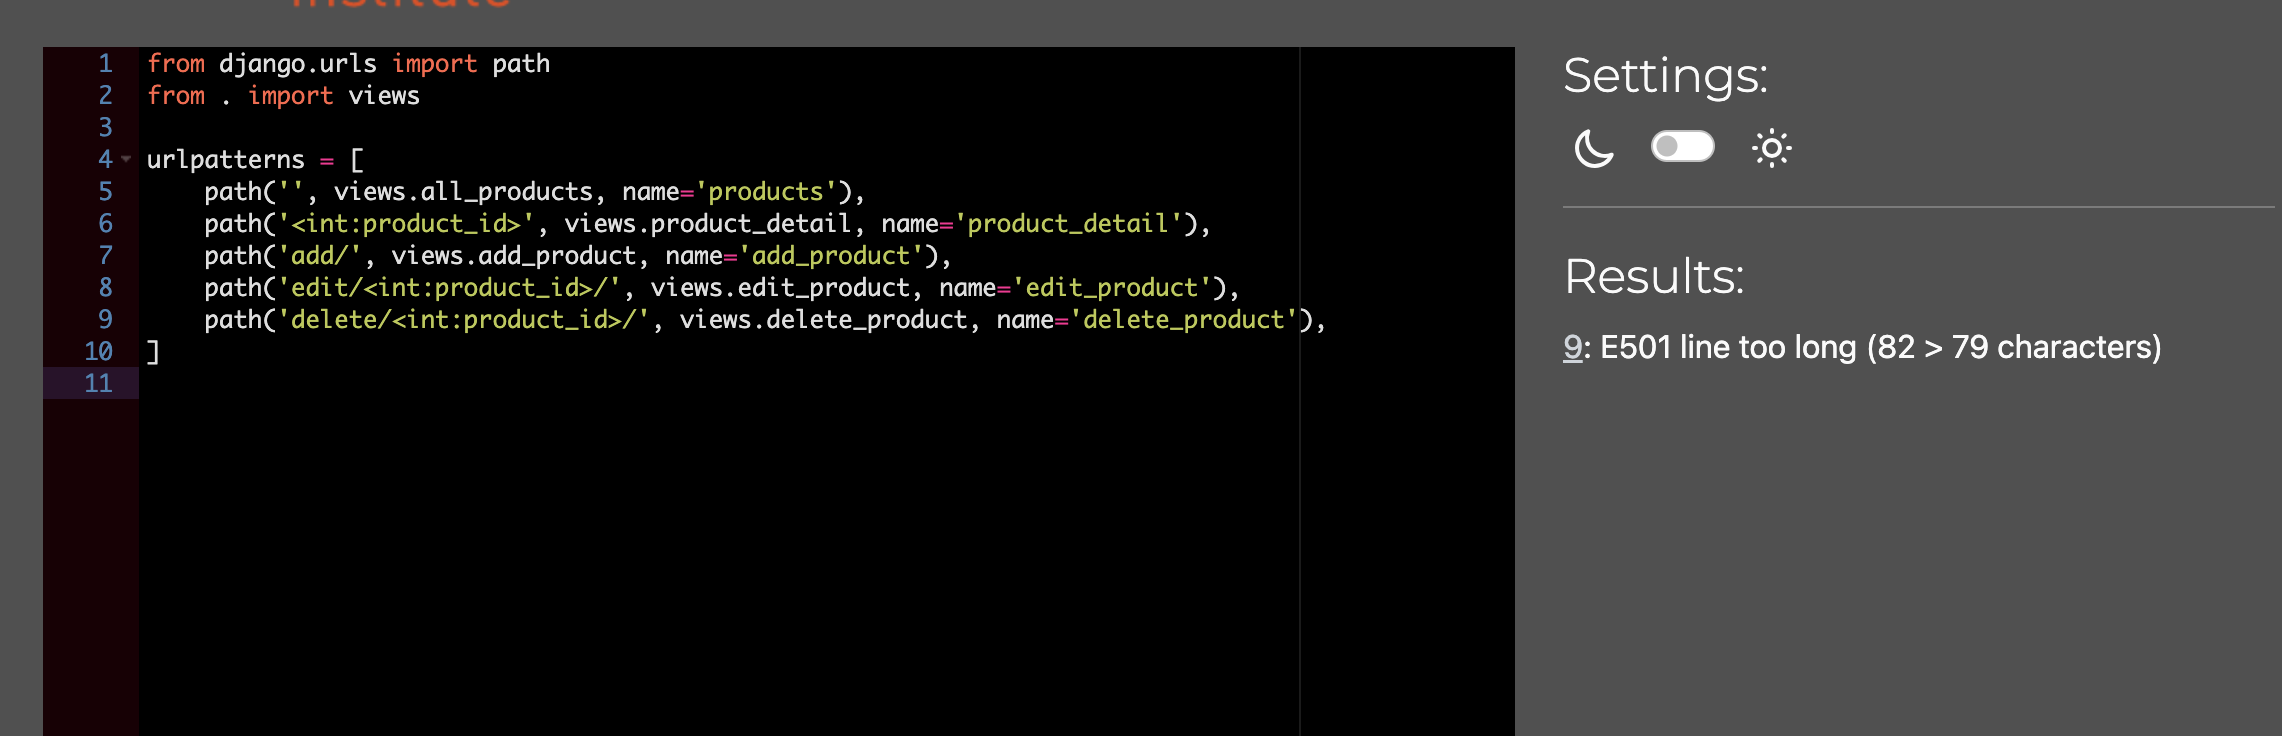 institute
1 from django.urls import path
2 from . import views
3
4 urlpatterns = [
5     path('', views.all_products, name='products'),
6     path('<int:product_id>', views.product_detail, name='product_detail'),
7     path('add/', views.add_product, name='add_product'),
8     path('edit/<int:product_id>/', views.edit_product, name='edit_product'),
9     path('delete/<int:product_id>/', views.delete_product, name='delete_product'),
10 ]
11
Settings:
Results:
9: E501 line too long (82 > 79 characters)